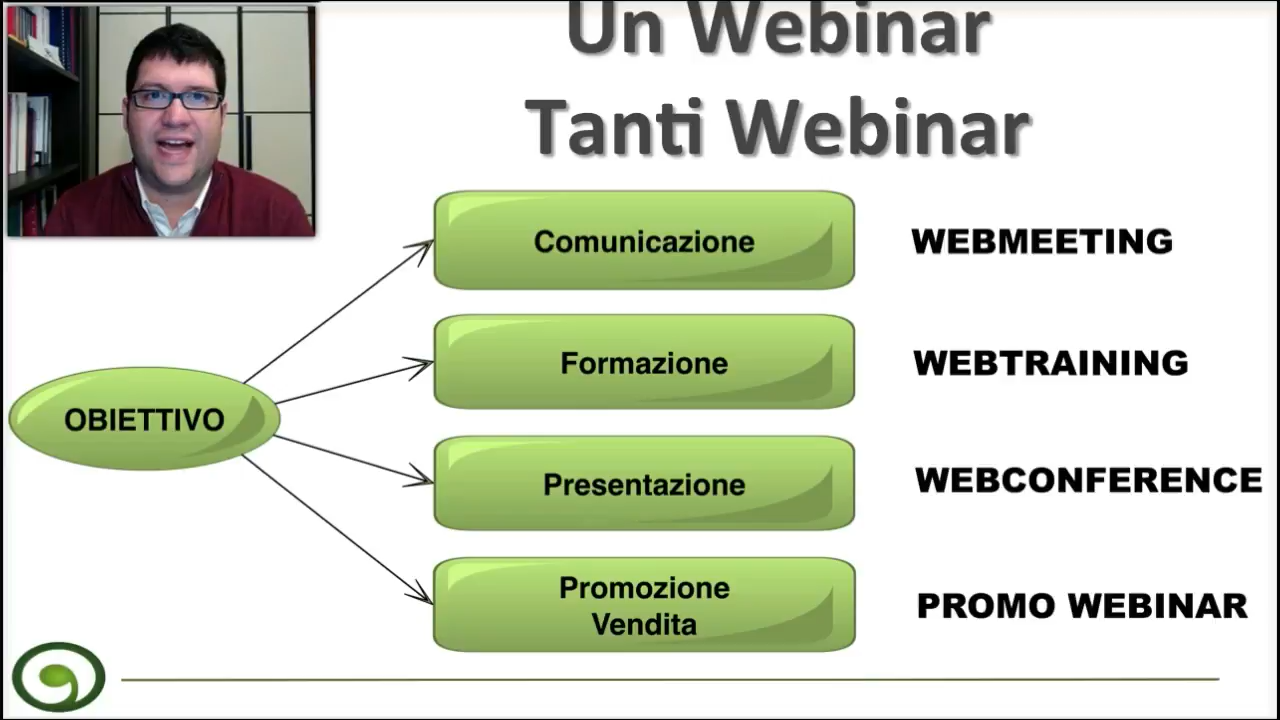 Un Webinar
Tanti Webinar
OBIETTIVO
Comunicazione
WEBMEETING
Formazione
WEBTRAINING
Presentazione
WEBCONFERENCE
Promozione
Vendita
PROMO WEBINAR